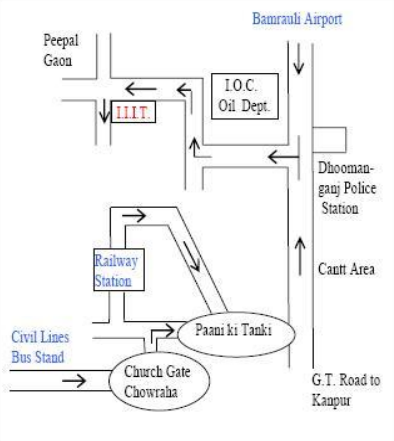 Bamrauli Airport
Peepal
Gaon
I.O.C.
Oil Dept.
I.I.I.T.
Dhooman-
ganj Police
Station
Railway
Station
Cantt Area
Paani ki Tanki
Civil Lines
Bus Stand
Church Gate
Chowraha
G.T. Road to
Kanpur